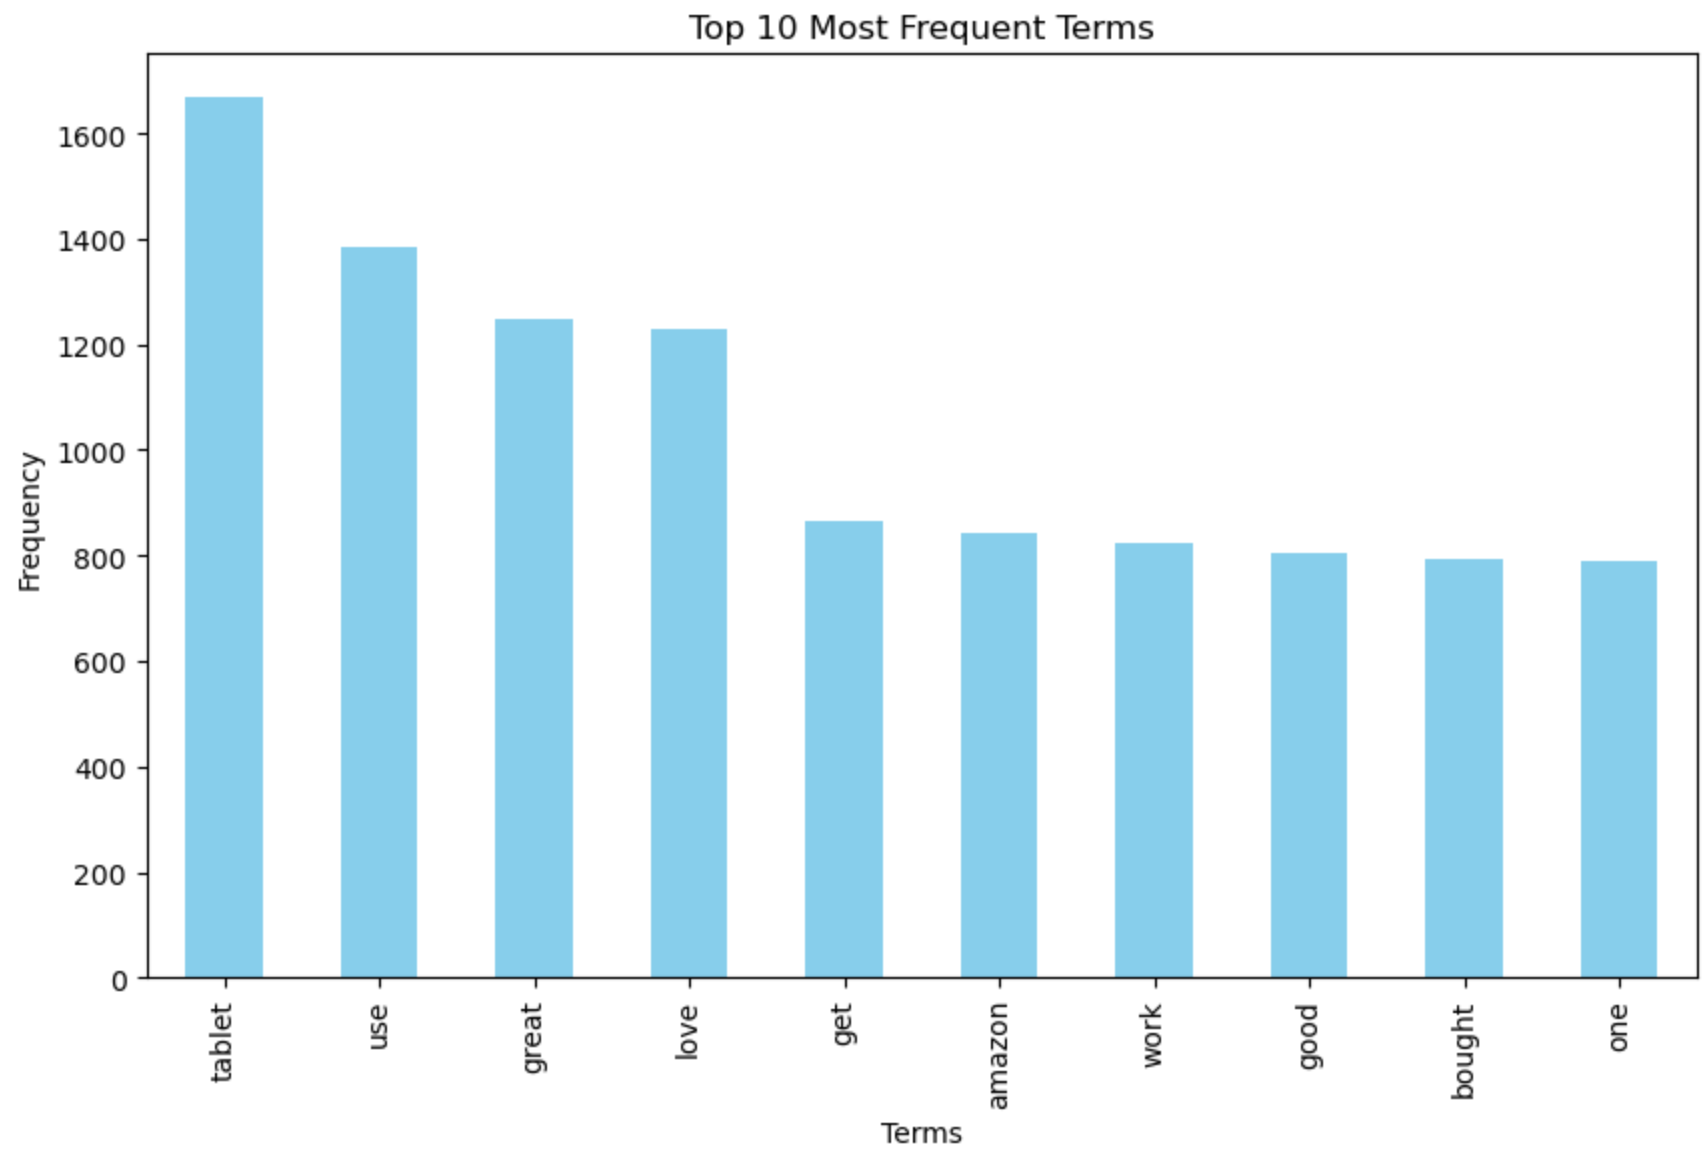 Top 10 Most Frequent Terms
Frequency
1600
1400
1200
1000
800
600
400
200
0
tablet
use
great
love
get
amazon
work
good
bought
one
Terms